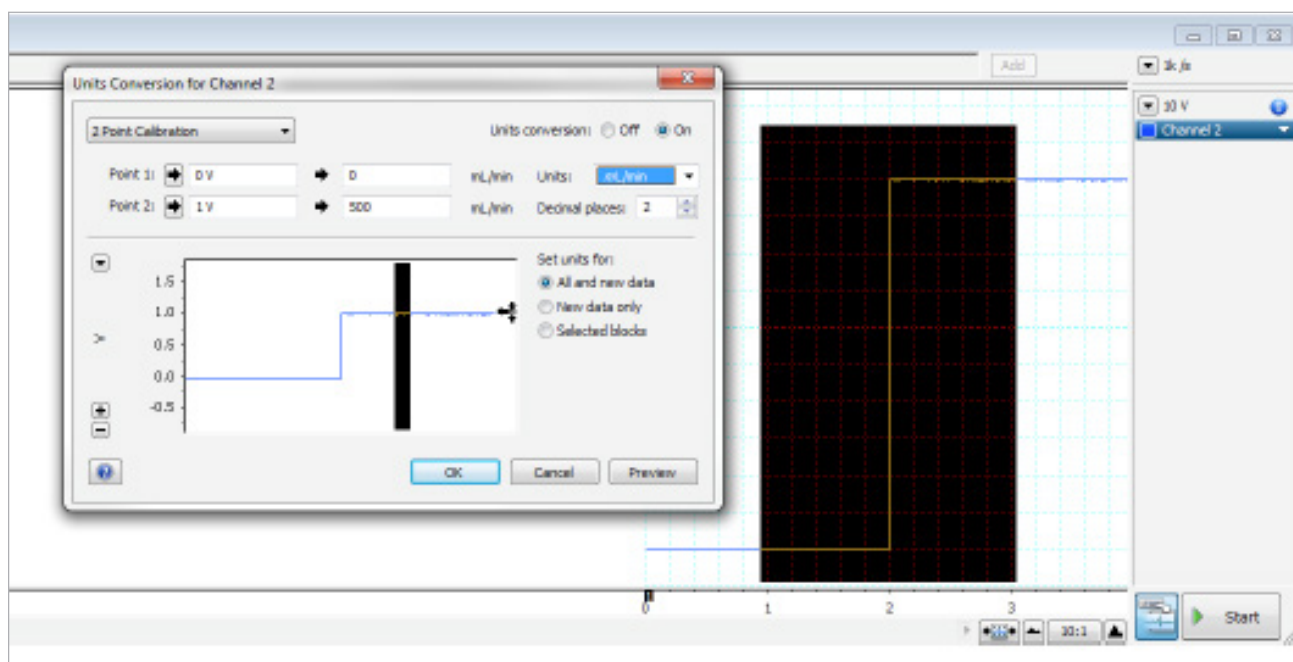 Add
1k /s
Units Conversion for Channel 2
10 V
2 Point Calibration
Units conversion: Off On
Channel 2
Point 1: 0 V 0 mL/min Units: mL/min
Point 2: 1 V 500 mL/min Decimal places: 2
Set units for:
1.5
All and new data
1.0
New data only
V
0.5
Selected blocks
0.0
-0.5
OK Cancel Preview
0 1 2 3
10:1
Start